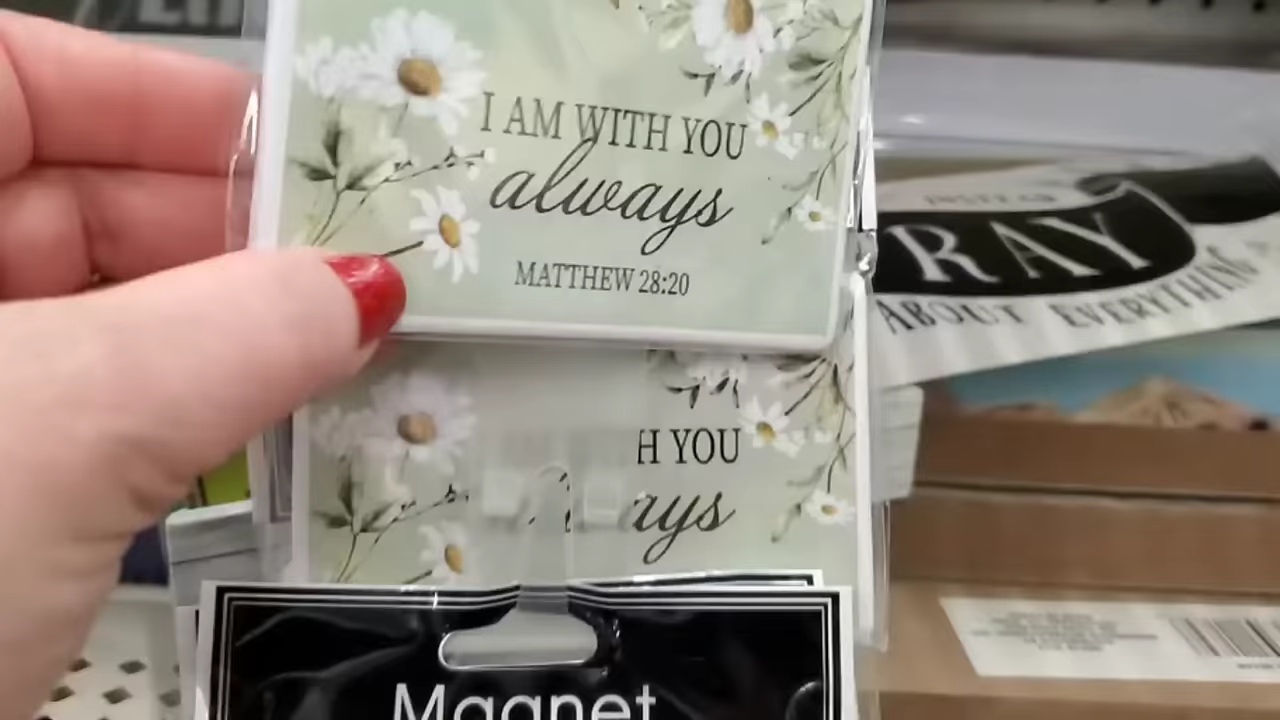 I AM WITH YOU
always
MATTHEW 28:20
RAY
ABOUT EVERYTHING
H YOU
ays
Magnet